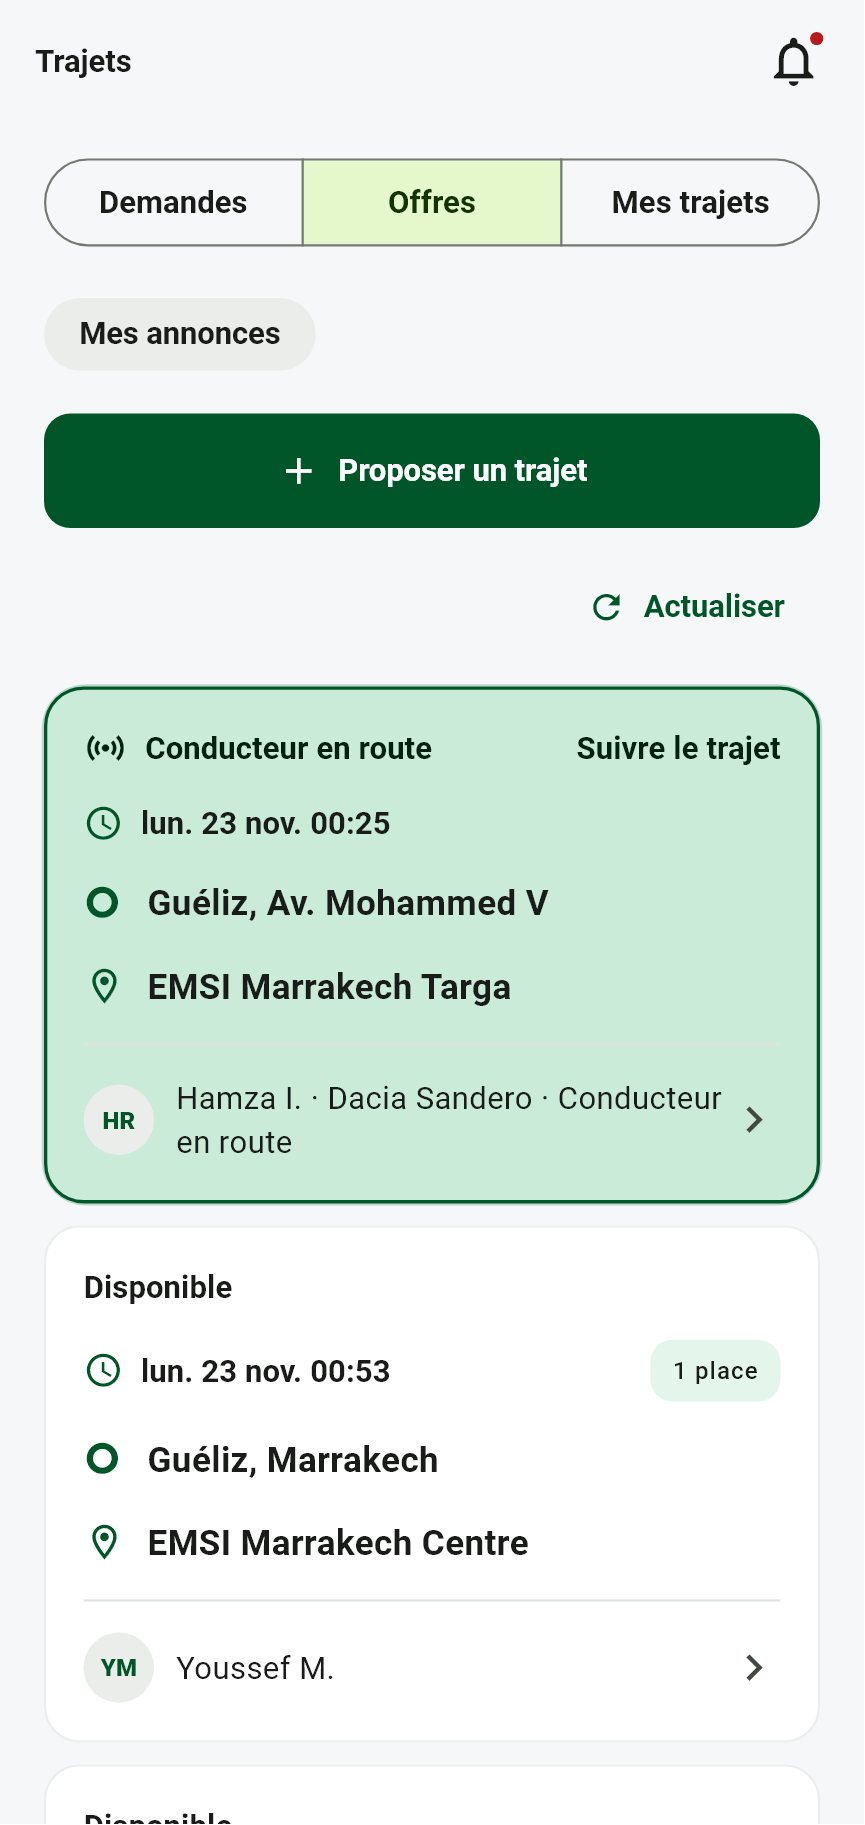 Trajets
Demandes
Offres
Mes trajets
Mes annonces
Proposer un trajet
Actualiser
Conducteur en route
Suivre le trajet
lun. 23 nov. 00:25
Guéliz, Av. Mohammed V
EMSI Marrakech Targa
HR
Hamza I. · Dacia Sandero · Conducteur
en route
Disponible
lun. 23 nov. 00:53
1 place
Guéliz, Marrakech
EMSI Marrakech Centre
YM
Youssef M.
Disponible